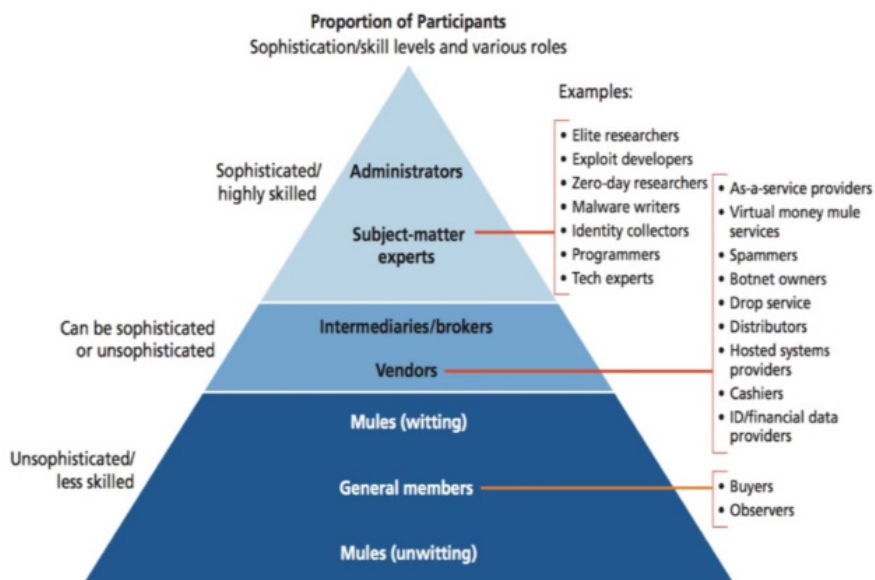 Proportion of Participants
Sophistication/skill levels and various roles
Examples:
Sophisticated/
highly skilled
Administrators
Subject-matter
experts
• Elite researchers
• Exploit developers
• Zero-day researchers
• Malware writers
• Identity collectors
• Programmers
• Tech experts
Can be sophisticated
or unsophisticated
Intermediaries/brokers
Vendors
• As-a-service providers
• Virtual money mule
services
• Spammers
• Botnet owners
• Drop service
• Distributors
• Hosted systems
providers
• Cashiers
• ID/financial data
providers
Unsophisticated/
less skilled
Mules (witting)
General members
• Buyers
• Observers
Mules (unwitting)